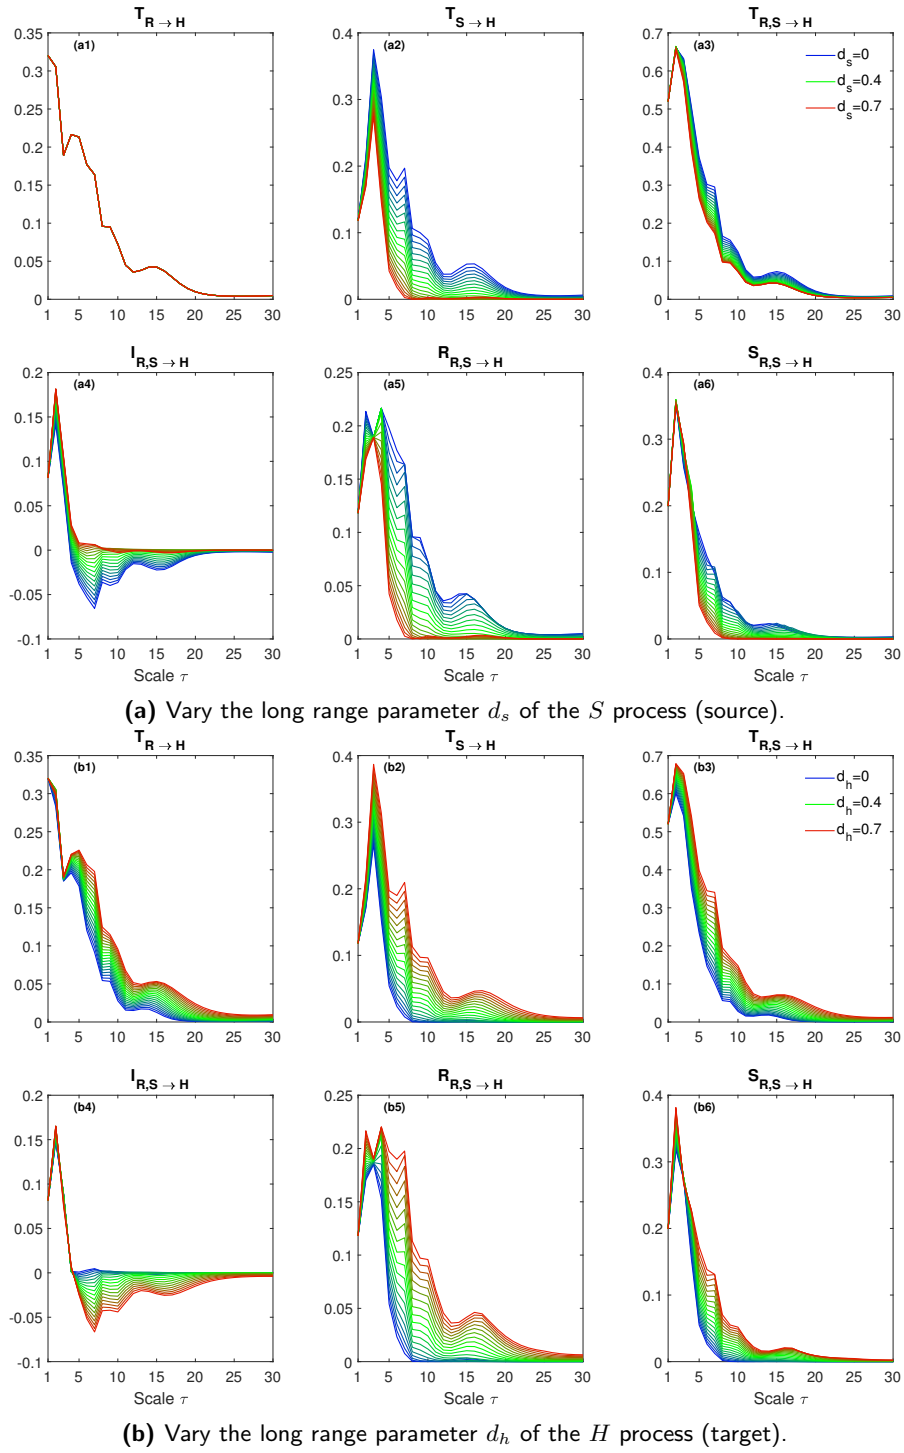 T R → H
T S → H
T R,S → H
(a1)
(a2)
(a3)
0.35
0.3
0.25
0.2
0.15
0.1
0.05
0
1 5 10 15 20 25 30
0.4
0.3
0.2
0.1
0
1 5 10 15 20 25 30
0.7
0.6
0.5
0.4
0.3
0.2
0.1
0
1 5 10 15 20 25 30
d_s=0
d_s=0.4
d_s=0.7
I R,S → H
R R,S → H
S R,S → H
(a4)
(a5)
(a6)
0.2
0.15
0.1
0.05
0
-0.05
-0.1
1 5 10 15 20 25 30
Scale τ
0.25
0.2
0.15
0.1
0.05
0
1 5 10 15 20 25 30
Scale τ
0.4
0.3
0.2
0.1
0
1 5 10 15 20 25 30
Scale τ
(a) Vary the long range parameter d_s of the S process (source).
T R → H
T S → H
T R,S → H
(b1)
(b2)
(b3)
0.35
0.3
0.25
0.2
0.15
0.1
0.05
0
1 5 10 15 20 25 30
0.4
0.3
0.2
0.1
0
1 5 10 15 20 25 30
0.7
0.6
0.5
0.4
0.3
0.2
0.1
0
1 5 10 15 20 25 30
d_h=0
d_h=0.4
d_h=0.7
I R,S → H
R R,S → H
S R,S → H
(b4)
(b5)
(b6)
0.2
0.15
0.1
0.05
0
-0.05
-0.1
1 5 10 15 20 25 30
Scale τ
0.25
0.2
0.15
0.1
0.05
0
1 5 10 15 20 25 30
Scale τ
0.4
0.3
0.2
0.1
0
1 5 10 15 20 25 30
Scale τ
(b) Vary the long range parameter d_h of the H process (target).